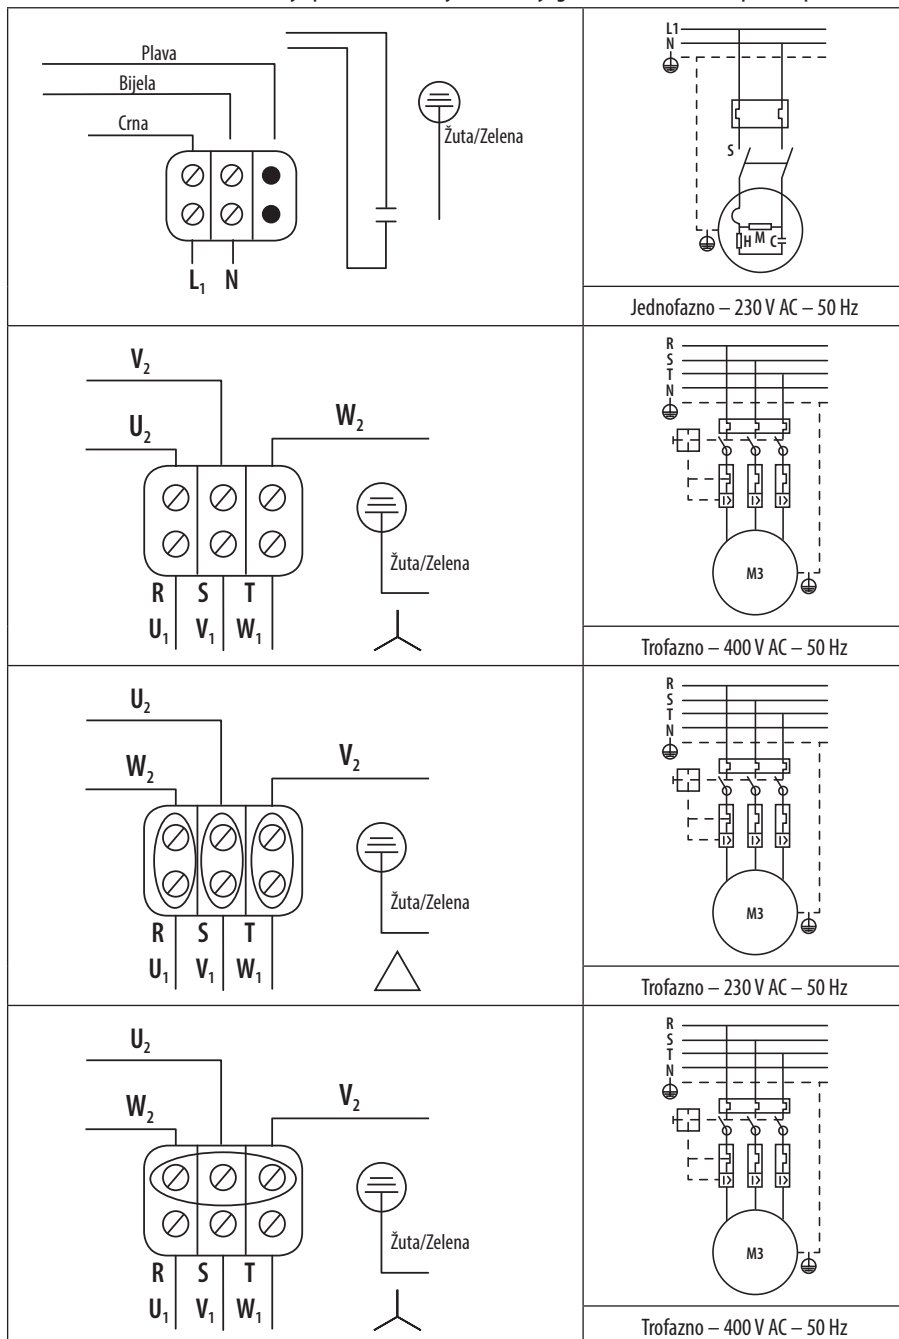 Plava
Bijela
Crna
Žuta/Zelena
L₁ N
L1
N
S
H M C
Jednofazno – 230 V AC – 50 Hz
V₂
U₂
W₂
Žuta/Zelena
R S T
U₁ V₁ W₁
R
S
T
N
I> I> I>
M3
Trofazno – 400 V AC – 50 Hz
U₂
W₂
V₂
Žuta/Zelena
R S T
U₁ V₁ W₁
R
S
T
N
I> I> I>
M3
Trofazno – 230 V AC – 50 Hz
U₂
W₂
V₂
Žuta/Zelena
R S T
U₁ V₁ W₁
R
S
T
N
I> I> I>
M3
Trofazno – 400 V AC – 50 Hz